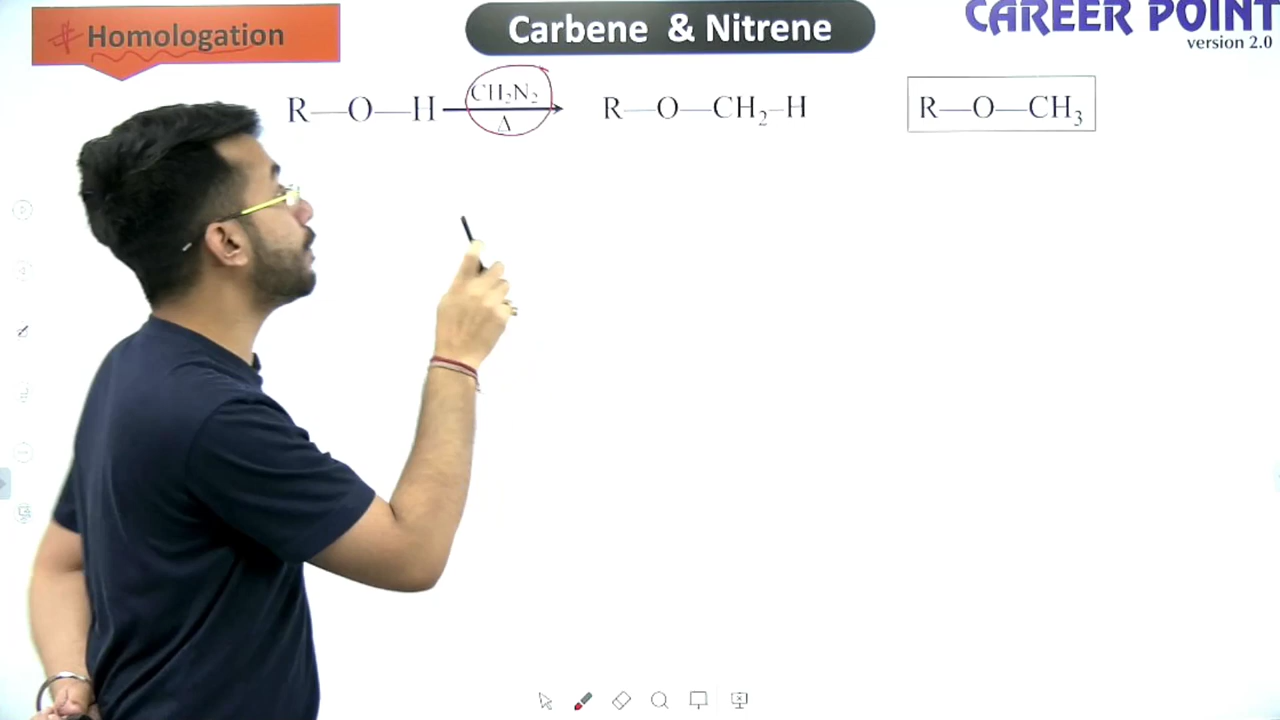 # Homologation
Carbene & Nitrene
CAREER POINT
version 2.0
R—O—H CH₂N₂ Δ → R—O—CH₂–H
R—O—CH₃